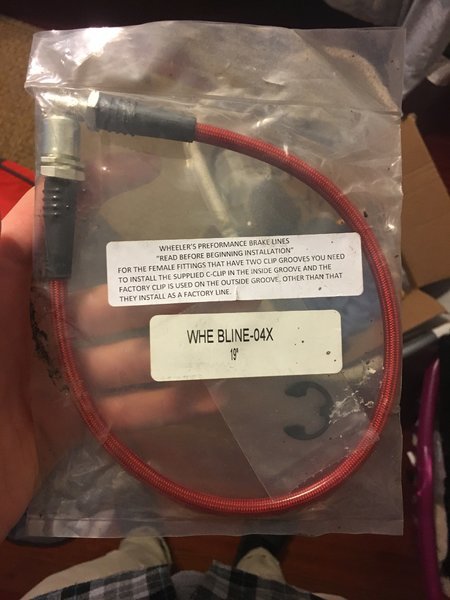 WHEELER'S PREFORMANCE BRAKE LINES
"READ BEFORE BEGINNING INSTALLATION"
FOR THE FEMALE FITTINGS THAT HAVE TWO CLIP GROOVES YOU NEED
TO INSTALL THE SUPPLIED C-CLIP IN THE INSIDE GROOVE AND THE
FACTORY CLIP IS USED ON THE OUTSIDE GROOVE, OTHER THAN THAT
THEY INSTALL AS A FACTORY LINE.
WHE BLINE-04X
19"